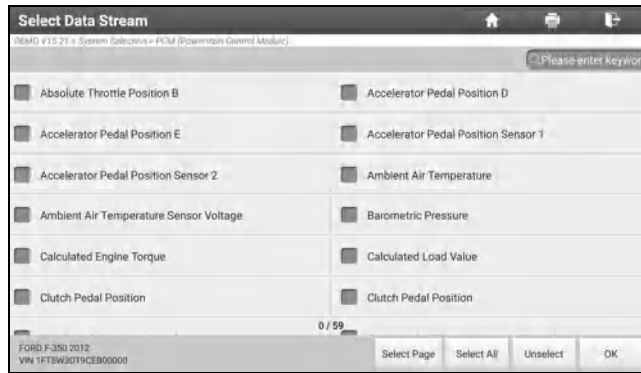 Select Data Stream
DEMO V15.21 > System Selection > PCM (Powertrain Control Module)
Please enter keywor
Absolute Throttle Position B
Accelerator Pedal Position D
Accelerator Pedal Position E
Accelerator Pedal Position Sensor 1
Accelerator Pedal Position Sensor 2
Ambient Air Temperature
Ambient Air Temperature Sensor Voltage
Barometric Pressure
Calculated Engine Torque
Calculated Load Value
Clutch Pedal Position
Clutch Pedal Position
0 / 59
FORD F-350 2012
VIN 1FT8W3DT9CEB00000
Select Page
Select All
Unselect
OK